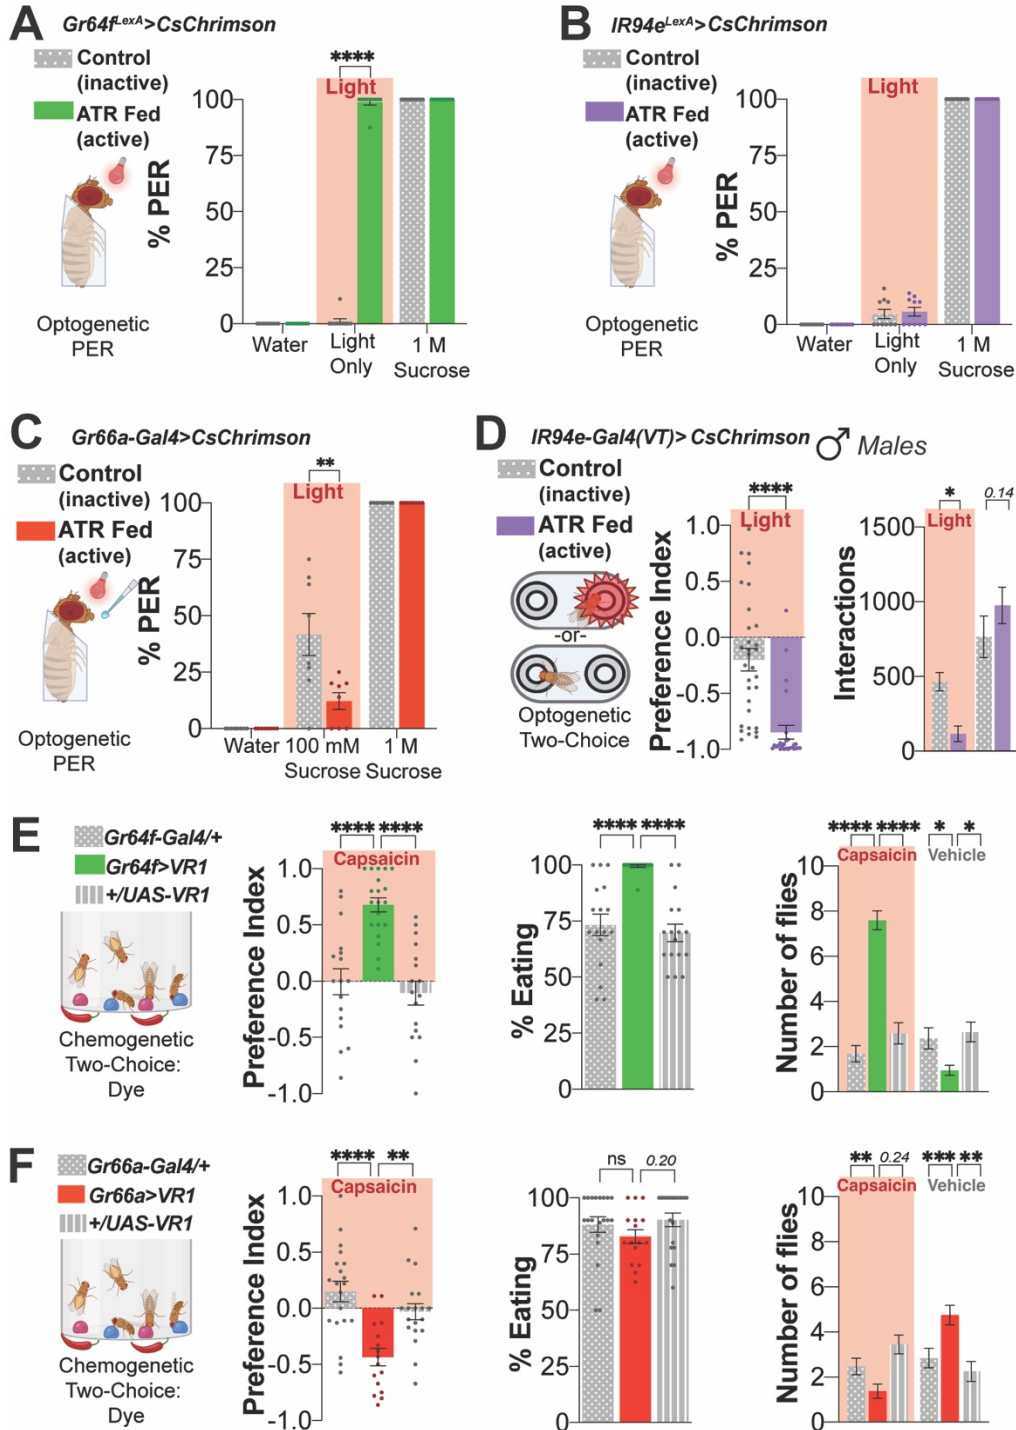 A
Gr64f^LexA>CsChrimson
Control
(inactive)
ATR Fed
(active)
Optogenetic
PER
% PER
100
75
50
25
0
****
Light
Water
Light
Only
1 M
Sucrose
B
IR94e^LexA>CsChrimson
Control
(inactive)
ATR Fed
(active)
Optogenetic
PER
% PER
100
75
50
25
0
Light
Water
Light
Only
1 M
Sucrose
C
Gr66a-Gal4>CsChrimson
Control
(inactive)
ATR Fed
(active)
Optogenetic
PER
% PER
100
75
50
25
0
**
Light
Water
100 mM
Sucrose
1 M
Sucrose
D
IR94e-Gal4(VT)> CsChrimson ♂ Males
Control
(inactive)
ATR Fed
(active)
-or-
Optogenetic
Two-Choice
Preference Index
1.0
0.5
0.0
-0.5
-1.0
****
Light
Interactions
1500
1000
500
0
*
0.14
Light
E
Gr64f-Gal4/+
Gr64f>VR1
+/UAS-VR1
Chemogenetic
Two-Choice:
Dye
Preference Index
1.0
0.5
0.0
-0.5
-1.0
**** ****
Capsaicin
% Eating
100
75
50
25
0
**** ****
Number of flies
10
8
6
4
2
0
**** **** * *
Capsaicin Vehicle
F
Gr66a-Gal4/+
Gr66a>VR1
+/UAS-VR1
Chemogenetic
Two-Choice:
Dye
Preference Index
1.0
0.5
0.0
-0.5
-1.0
**** **
Capsaicin
% Eating
100
75
50
25
0
ns 0.20
Number of flies
10
8
6
4
2
0
** 0.24 *** **
Capsaicin Vehicle